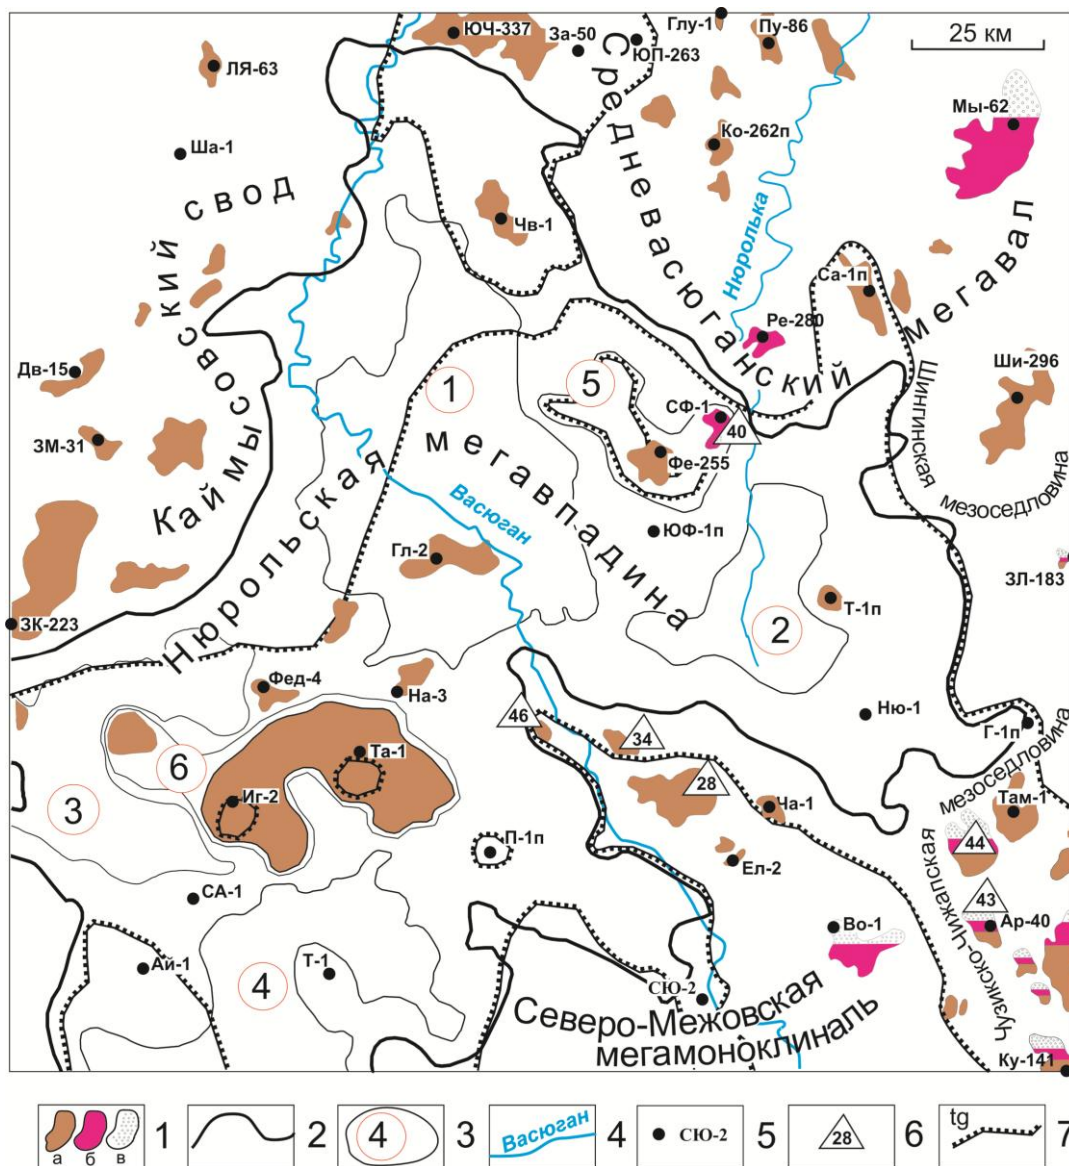 ЮЧ-337
За-50
ЮП-263
Глу-1
Пу-86
25 км
ЛЯ-63
Мы-62
Ша-1
Ко-262п
Чв-1
Са-1п
Ре-280
Нюролька
Средневасюганский мегавал
Каймысовский свод
Дв-15
ЗМ-31
ЗК-223
1
5
СФ-1
40
Фе-255
Ши-296
Шингинская мезоседловина
Нюрольская мегавпадина
Васюган
Гл-2
ЮФ-1п
ЗЛ-183
Т-1п
2
Фед-4
На-3
46
34
28
Ню-1
Г-1п
6
Та-1
Иг-2
3
П-1п
Ча-1
Ел-2
Там-1
44
43
Ар-40
Чузикско-Чижапская мезоседловина
СА-1
Ай-1
Т-1
4
Во-1
СЮ-2
Северо-Межовская
мегамоноклиналь
Ку-141
а б в 1
2
4 3
Васюган 4
СЮ-2 5
28 6
tg 7